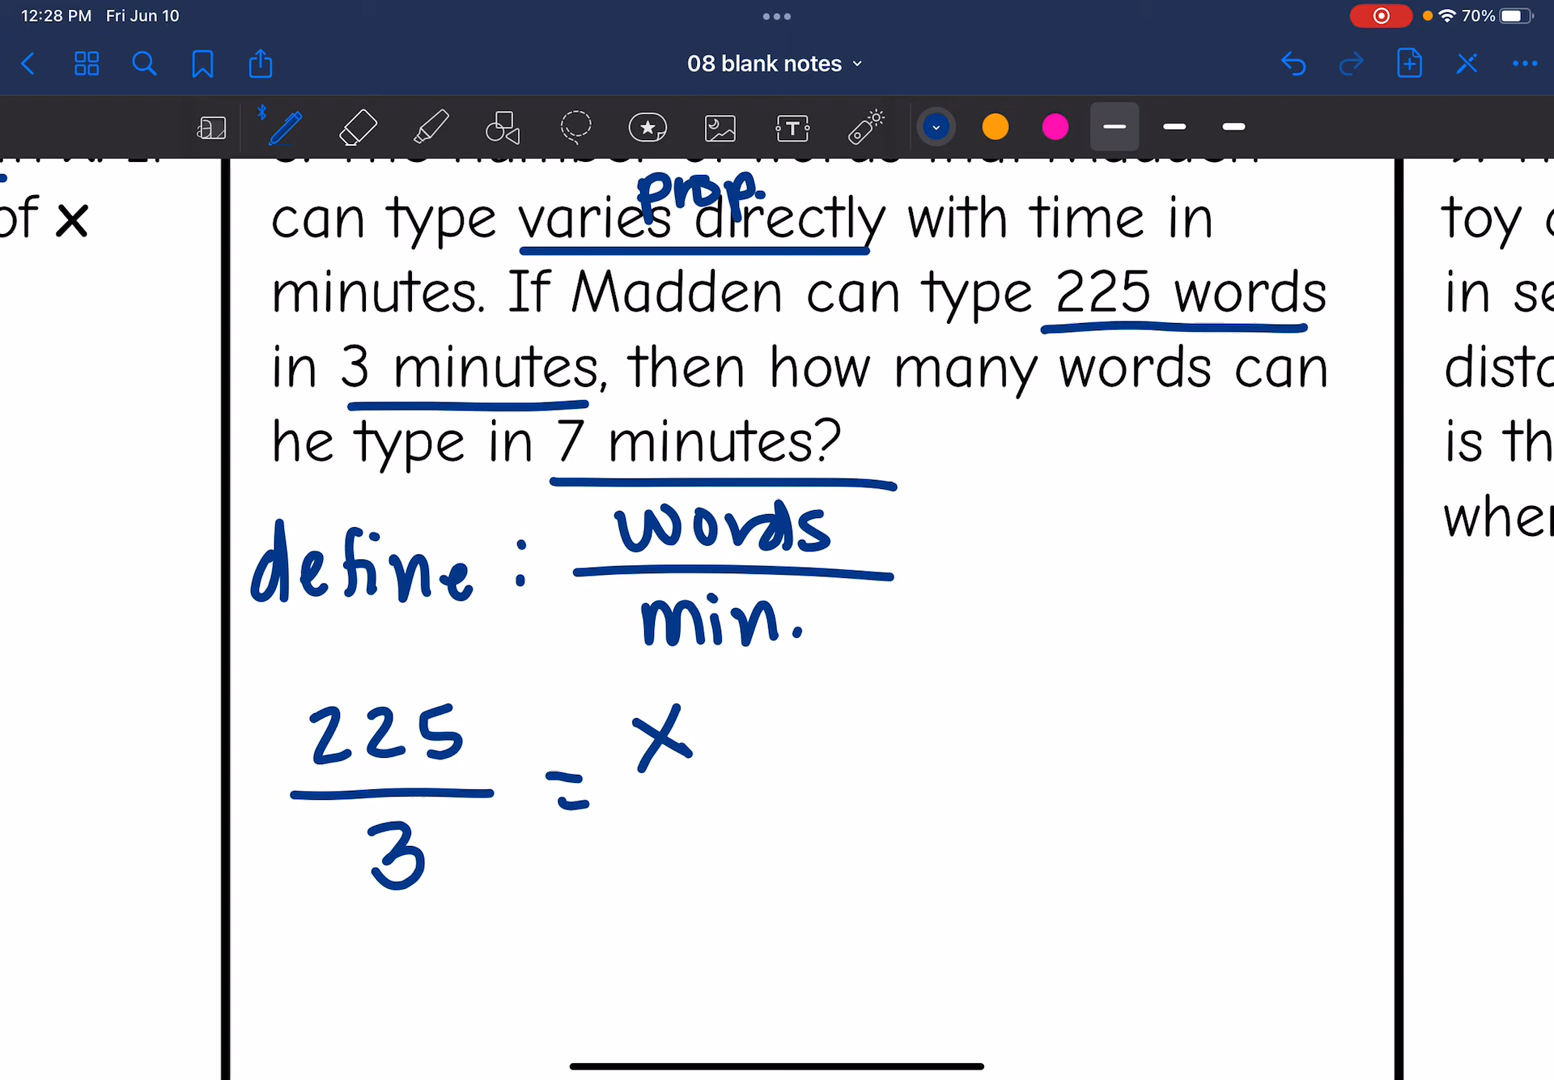 12:28 PM Fri Jun 10
70%
08 blank notes
of x
can type varies directly with time in
prop.
minutes. If Madden can type 225 words
in 3 minutes, then how many words can
he type in 7 minutes?
define : words
min.
225
3
= x
toy
in se
dista
is th
when